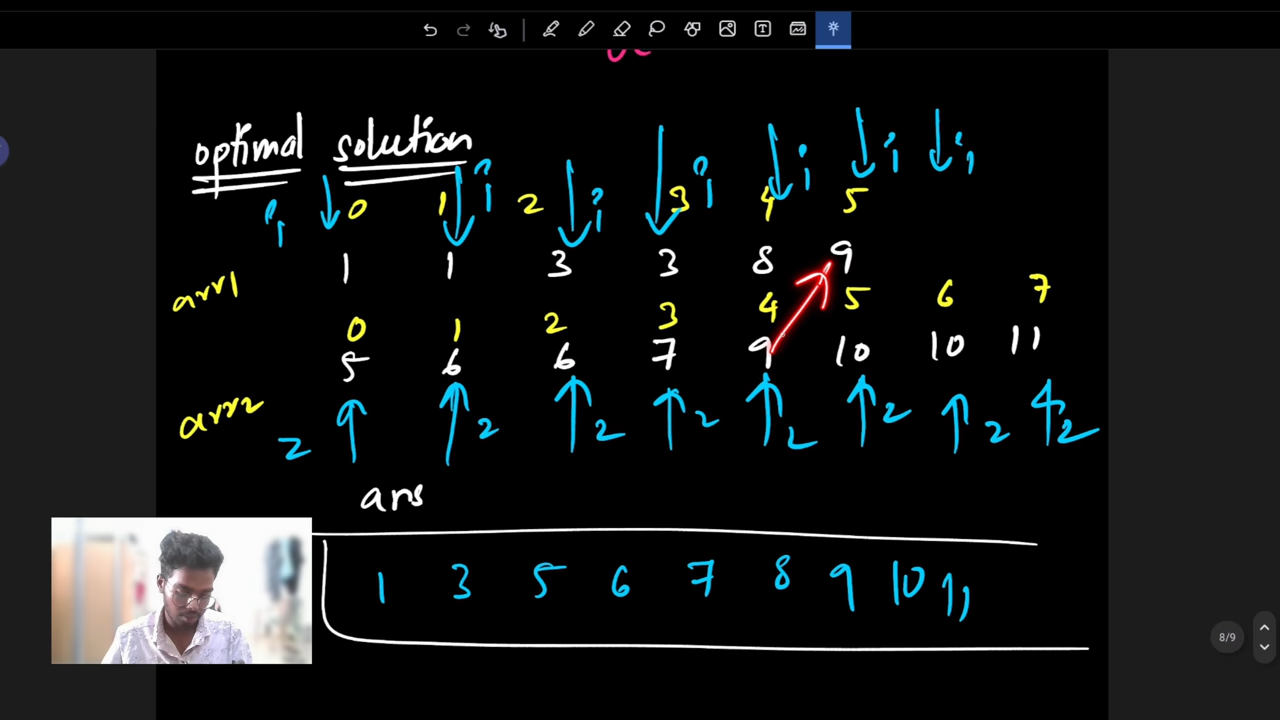 optimal solution
i i i i i i i
0 1 2 3 4 5
arr1 1 1 3 3 8 9
0 1 2 3 4 5 6 7
arr2 5 6 6 7 9 10 10 11
2 2 2 2 2 2 2 2
ans
1 3 5 6 7 8 9 10 11
8/9